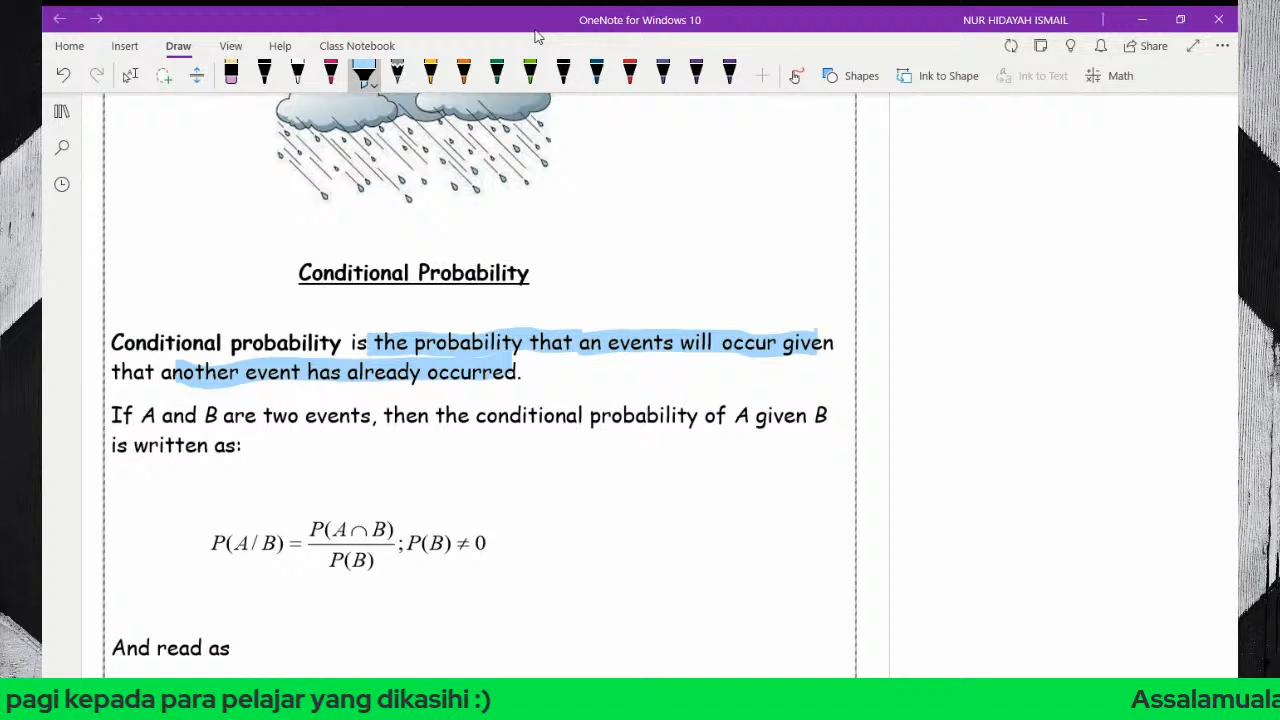 OneNote for Windows 10
NUR HIDAYAH ISMAIL
Home Insert Draw View Help Class Notebook
Share
Shapes Ink to Shape Ink to Text Math
Conditional Probability
Conditional probability is the probability that an events will occur given
that another event has already occurred.
If A and B are two events, then the conditional probability of A given B
is written as:
P(A/B) = P(A∩B) / P(B) ; P(B) ≠ 0
And read as
pagi kepada para pelajar yang dikasihi :)
Assalamuala